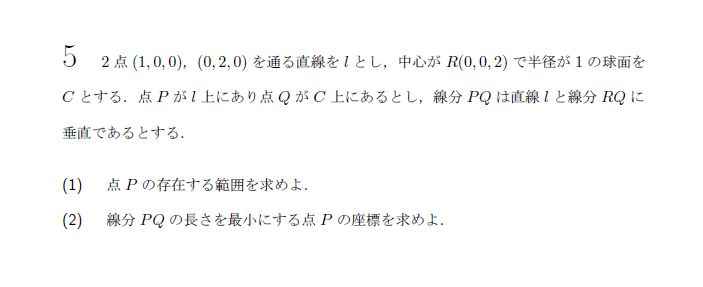 5 2点 (1, 0, 0), (0, 2, 0) を通る直線を l とし，中心が R(0, 0, 2) で半径が 1 の球面を
C とする．点 P が l 上にあり点 Q が C 上にあるとし，線分 PQ は直線 l と線分 RQ に
垂直であるとする．
(1) 点 P の存在する範囲を求めよ．
(2) 線分 PQ の長さを最小にする点 P の座標を求めよ．